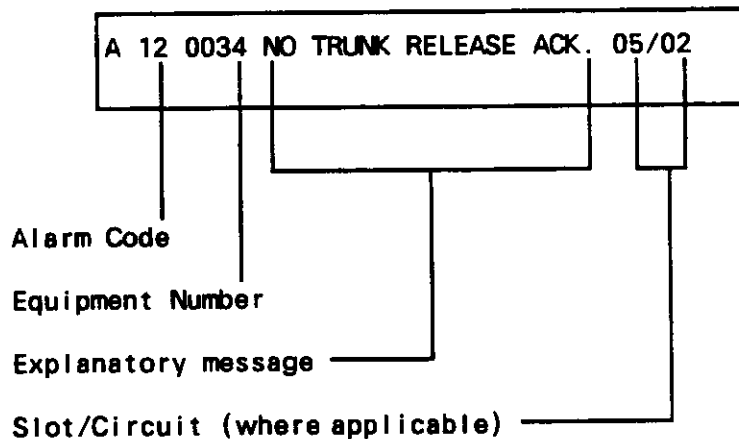 A 12 0034 NO TRUNK RELEASE ACK. 05/02
Alarm Code
Equipment Number
Explanatory message
Slot/Circuit (where applicable)